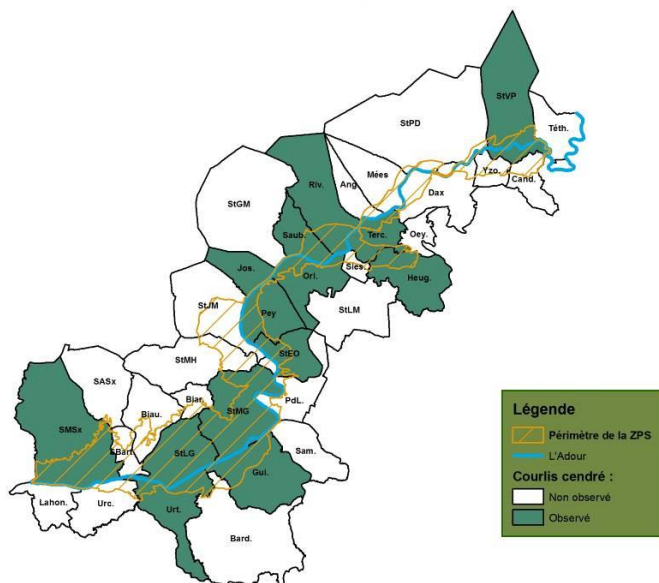 StVP
Téth.
StPD
Mées
Yzo.
Cand.
Ang
Dax
Riv.
StGM
Saub.
Terc.
Oey.
Sies.
Jos.
Ori.
Heug.
StJM
Pey
StLM
StEO
StMH
SASx
Biar.
Biau.
StMG
PdL.
SMSx
SBart
StLG
Sam.
Gui.
Lahon.
Urc.
Urt.
Bard.
Légende
Périmètre de la ZPS
L'Adour
Courlis cendré :
Non observé
Observé